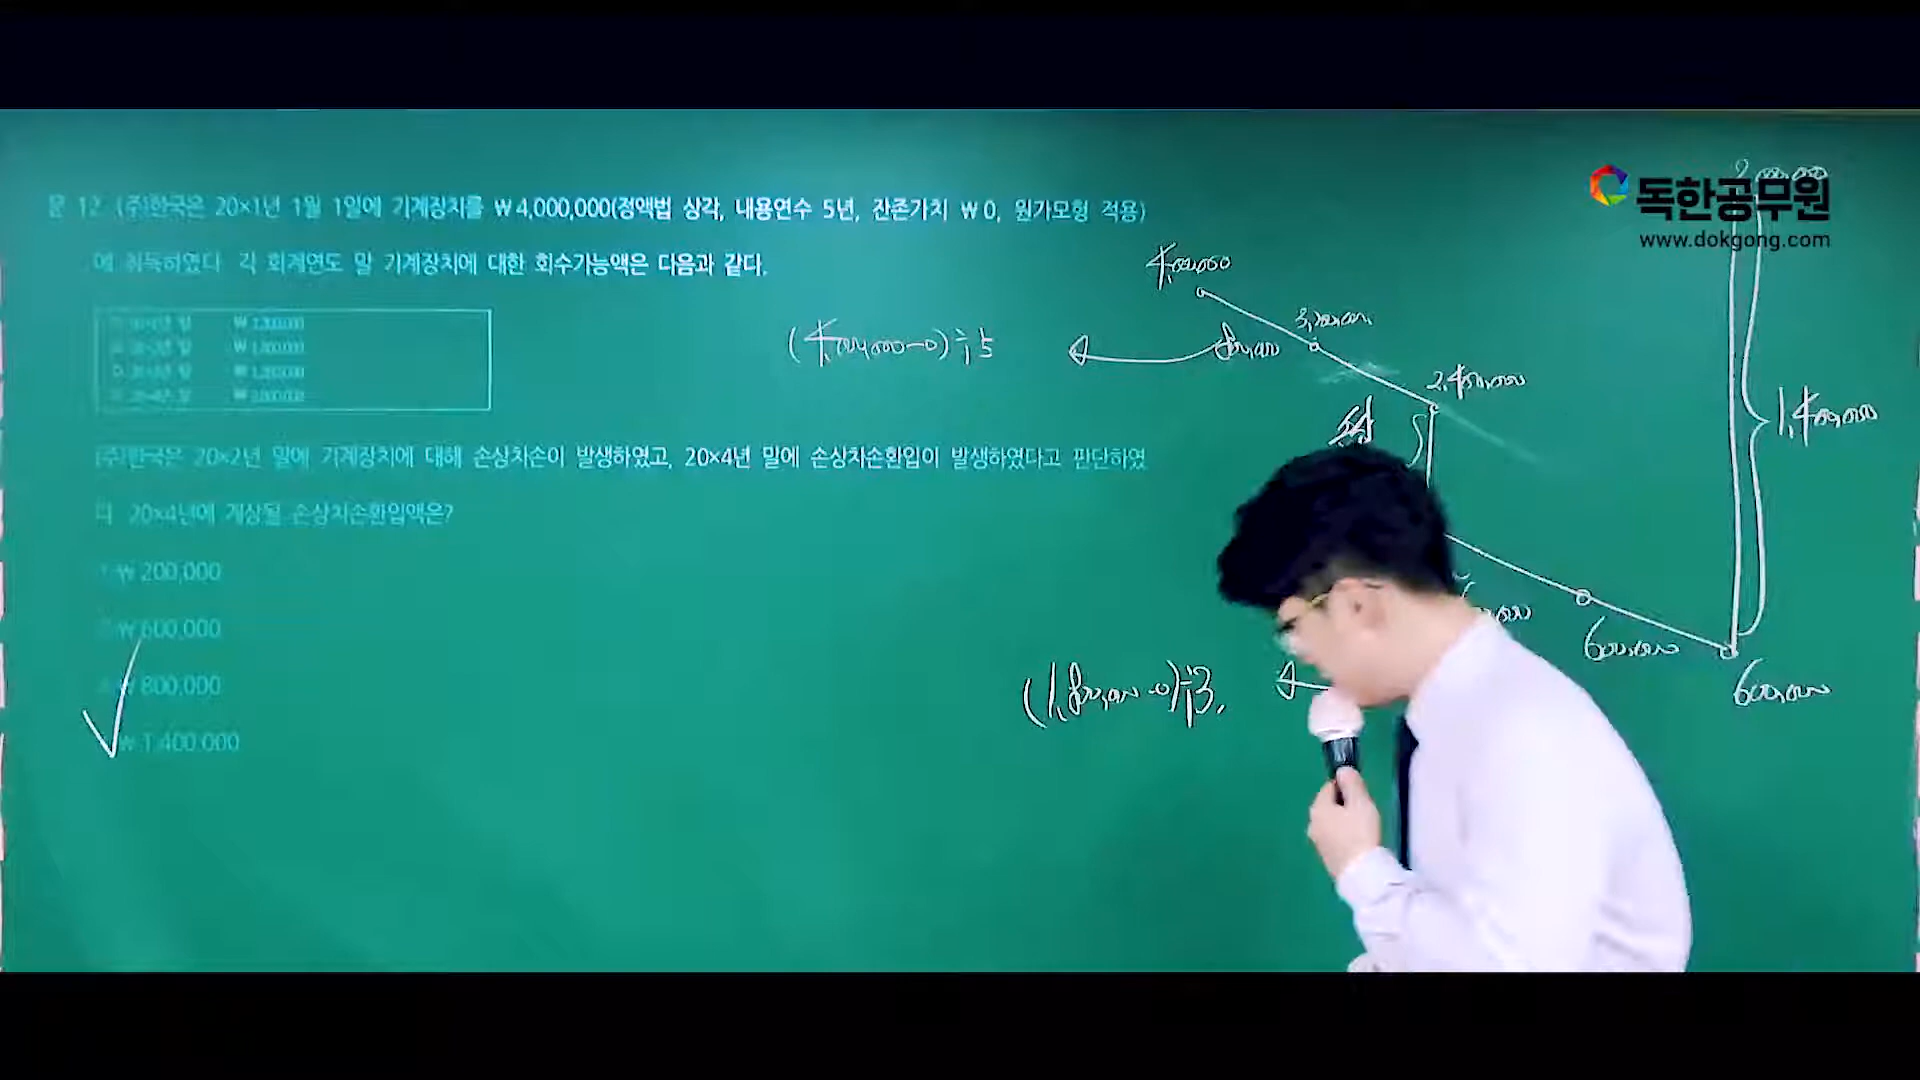 문 12 (주)한국은 20×1년 1월 1일에 기계장치를 ₩4,000,000(정액법 상각, 내용연수 5년, 잔존가치 ₩0, 원가모형 적용)
에 취득하였다 각 회계연도 말 기계장치에 대한 회수가능액은 다음과 같다.
(주)한국은 20×2년 말에 기계장치에 대해 손상차손이 발생하였고, 20×4년 말에 손상차손환입이 발생하였다고 판단하였
다 20×4년에 계상될 손상차손환입액은?
₩200,000
₩600,000
₩800,000
₩1,400,000
독한공무원
www.dokgong.com
4,000,000
3,200,000
800,000
(4,000,000-0)÷5
2,400,000
1,400,000
600,000
600,000
(1,800,000-0)÷3